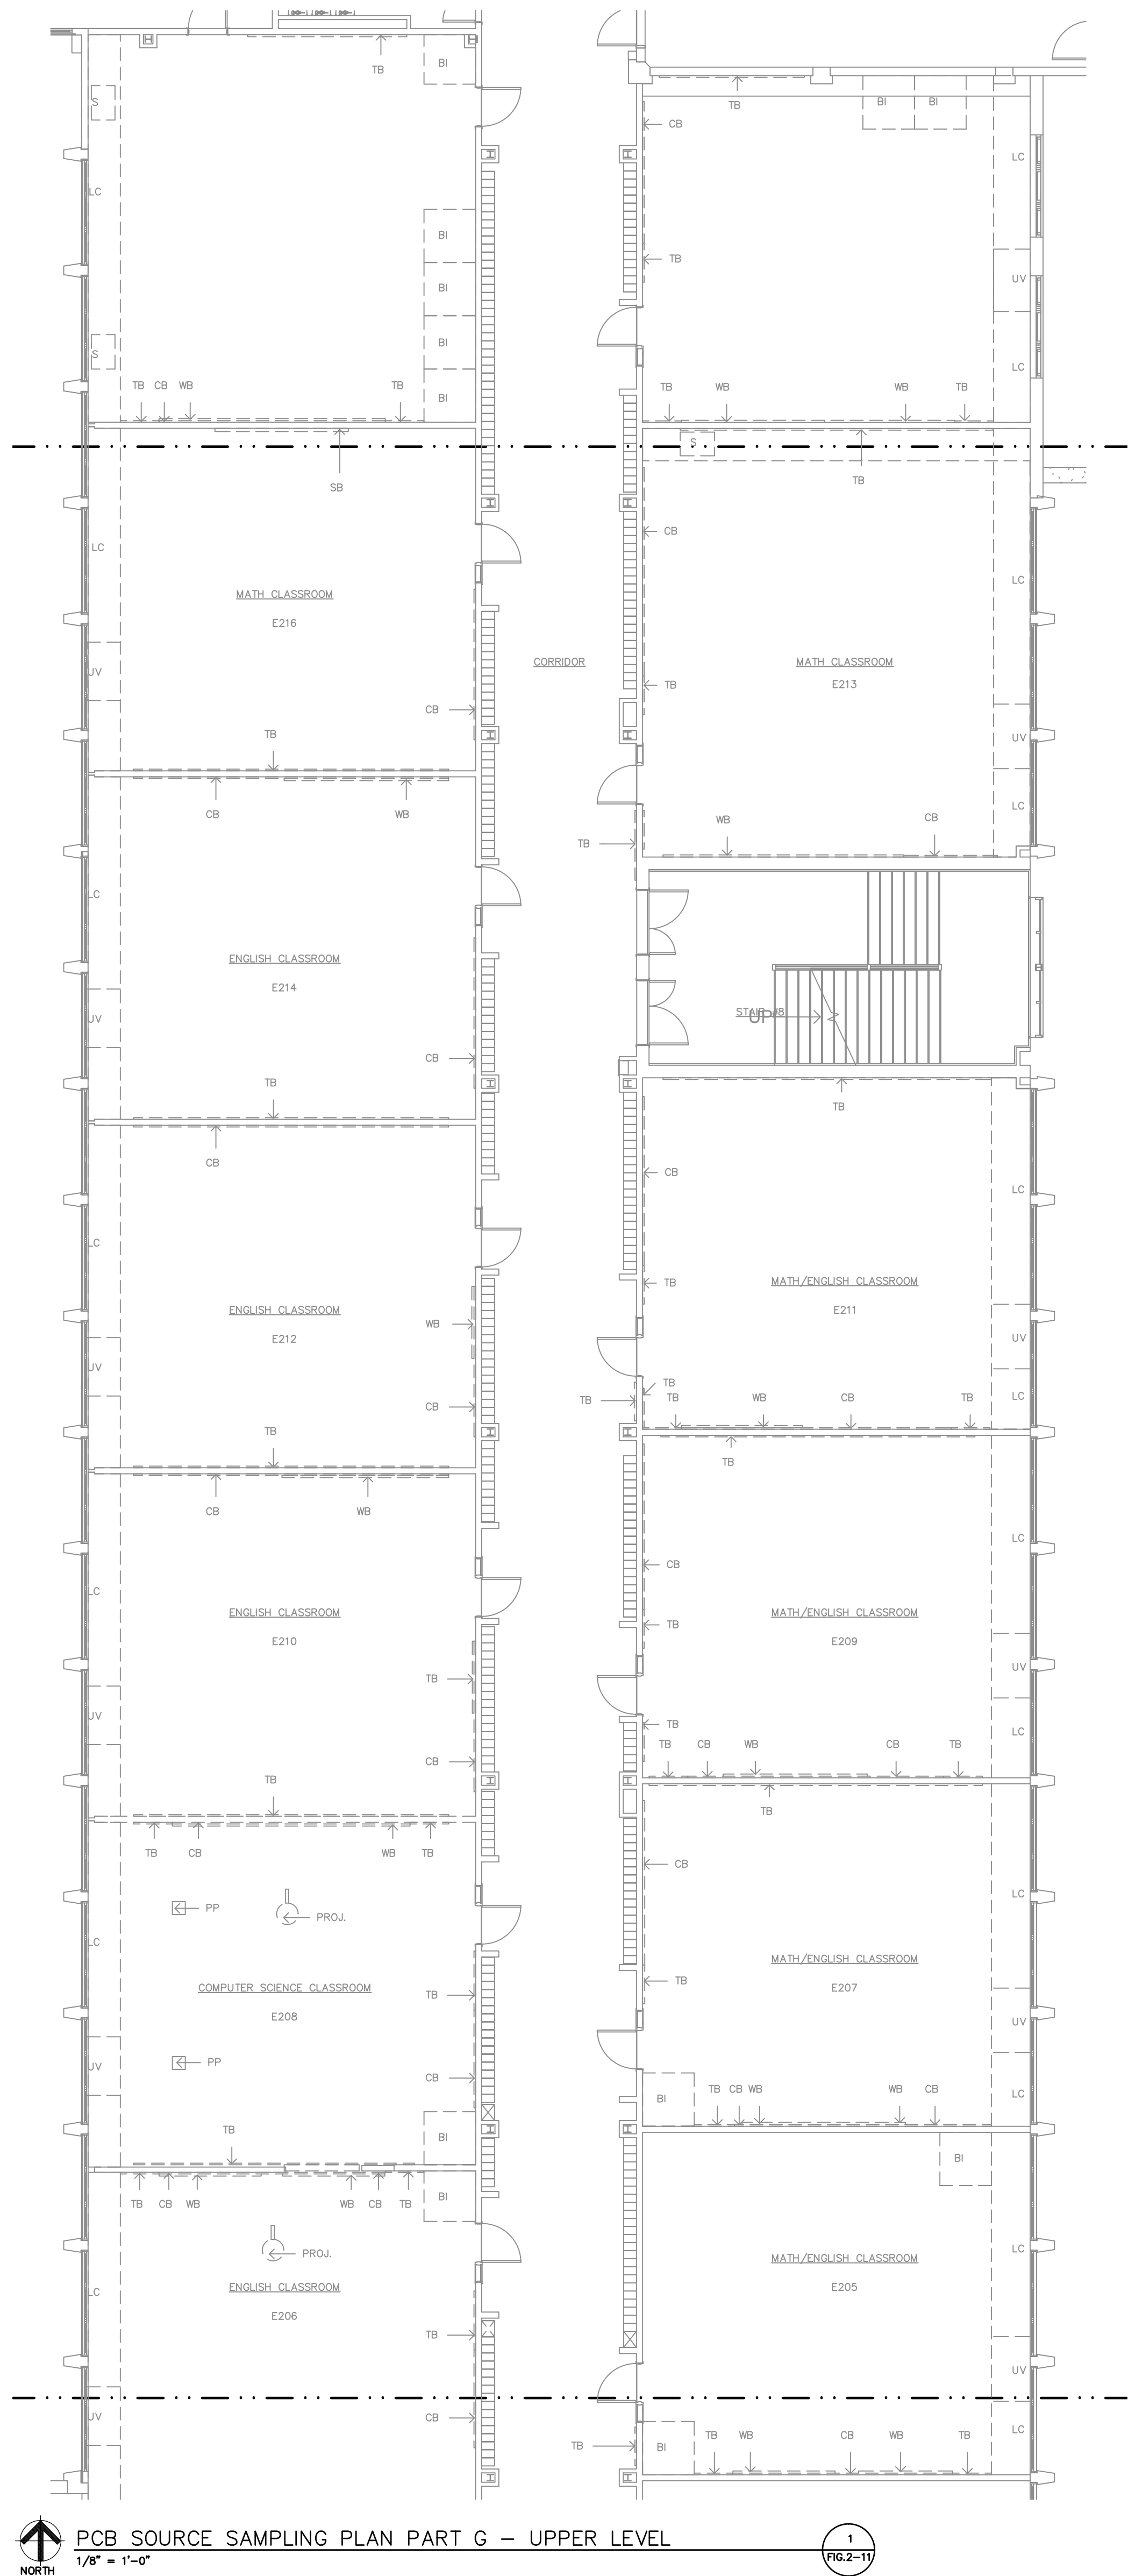 TB
BI
TB
BI
BI
S
CB
LC
LC
BI
TB
UV
BI
BI
S
LC
BI
TB
CB
WB
TB
TB
WB
WB
TB
S
SB
TB
CB
LC
LC
MATH CLASSROOM
E216
CORRIDOR
MATH CLASSROOM
E213
UV
TB
CB
TB
UV
LC
CB
WB
WB
CB
TB
LC
ENGLISH CLASSROOM
E214
STAIR #8
UP
UV
CB
TB
TB
CB
CB
LC
LC
TB
MATH/ENGLISH CLASSROOM
ENGLISH CLASSROOM
E211
WB
E212
UV
UV
TB
CB
TB
TB
WB
CB
TB
LC
TB
TB
CB
WB
LC
CB
LC
ENGLISH CLASSROOM
MATH/ENGLISH CLASSROOM
TB
E210
E209
UV
TB
UV
TB
LC
CB
TB
CB
WB
CB
TB
TB
TB
TB
CB
WB
TB
CB
LC
PP
PROJ.
LC
MATH/ENGLISH CLASSROOM
COMPUTER SCIENCE CLASSROOM
TB
TB
E207
E208
UV
PP
UV
CB
TB
CB
WB
WB
CB
LC
BI
TB
BI
BI
TB
CB
WB
WB
CB
TB
BI
LC
PROJ.
MATH/ENGLISH CLASSROOM
ENGLISH CLASSROOM
E205
LC
E206
TB
UV
UV
CB
TB
BI
TB
WB
CB
WB
TB
LC
PCB SOURCE SAMPLING PLAN PART G – UPPER LEVEL
1
1/8" = 1'-0"
FIG.2-11
NORTH